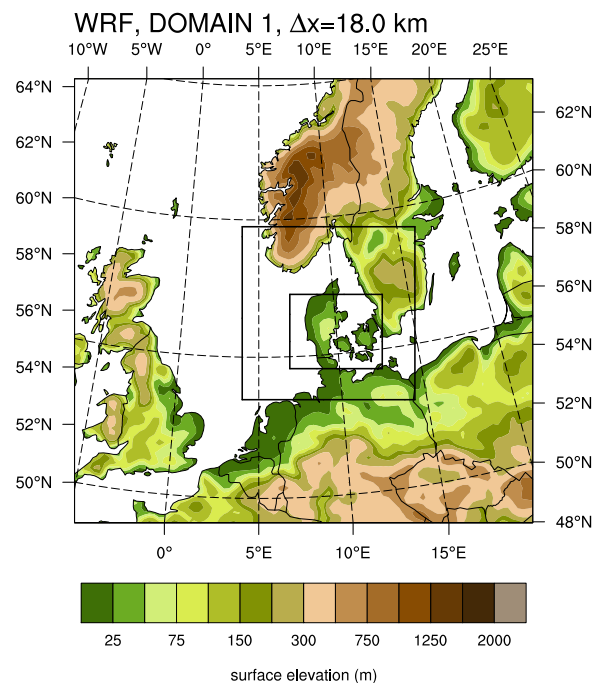 WRF, DOMAIN 1, Δx=18.0 km
10°W 5°W 0° 5°E 10°E 15°E 20°E 25°E
64°N
62°N
62°N
60°N
60°N
58°N
58°N
56°N
56°N
54°N
54°N
52°N
52°N
50°N
50°N
48°N
0° 5°E 10°E 15°E
25 75 150 300 750 1250 2000
surface elevation (m)